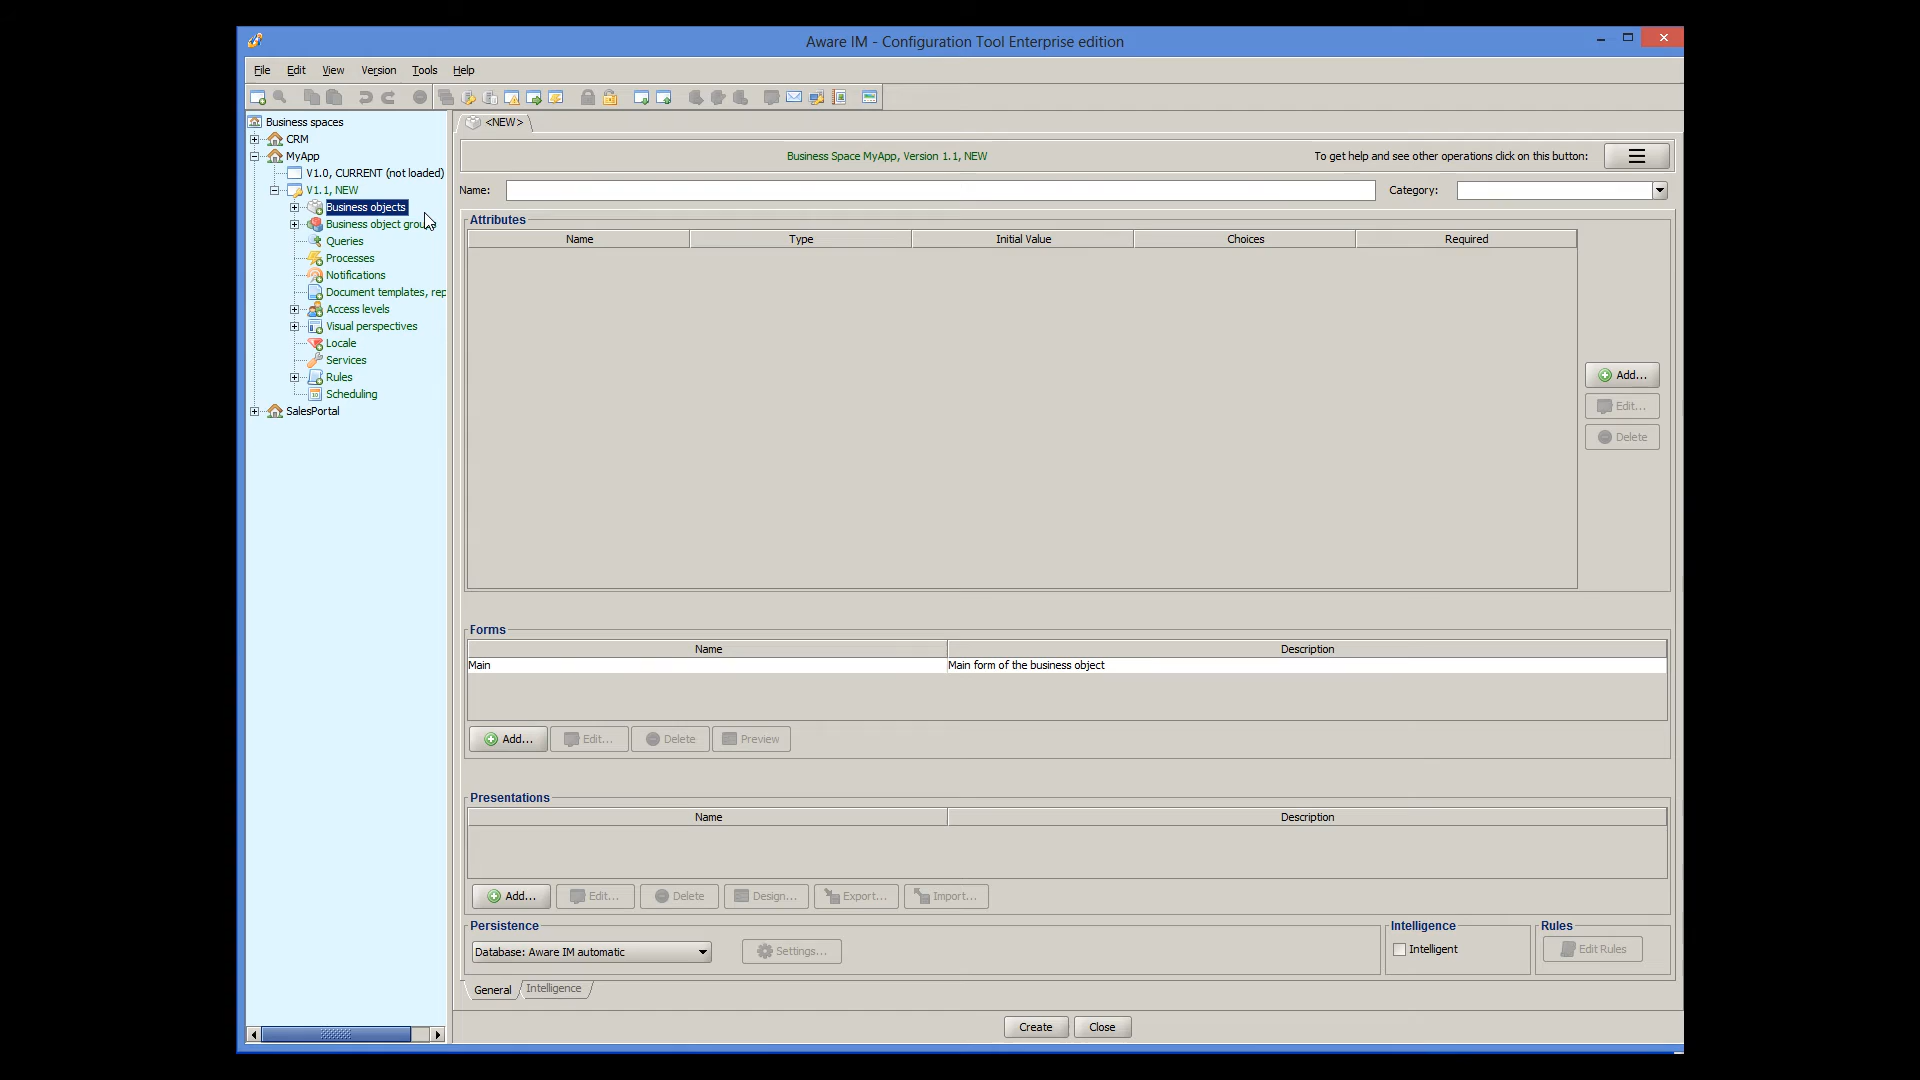 Aware IM - Configuration Tool Enterprise edition
File Edit View Version Tools Help
Business spaces
CRM
MyApp
V1.0, CURRENT (not loaded)
V1.1, NEW
Business objects
Business object grou
Queries
Processes
Notifications
Document templates, rep
Access levels
Visual perspectives
Locale
Services
Rules
Scheduling
SalesPortal
<NEW>
Business Space MyApp, Version 1.1, NEW
To get help and see other operations click on this button:
Name:
Category:
Attributes
Name Type Initial Value Choices Required
Add...
Edit...
Delete
Forms
Name Description
Main Main form of the business object
Add... Edit... Delete Preview
Presentations
Name Description
Add... Edit... Delete Design... Export... Import...
Persistence Intelligence Rules
Database: Aware IM automatic Settings... Intelligent Edit Rules
General Intelligence
Create Close